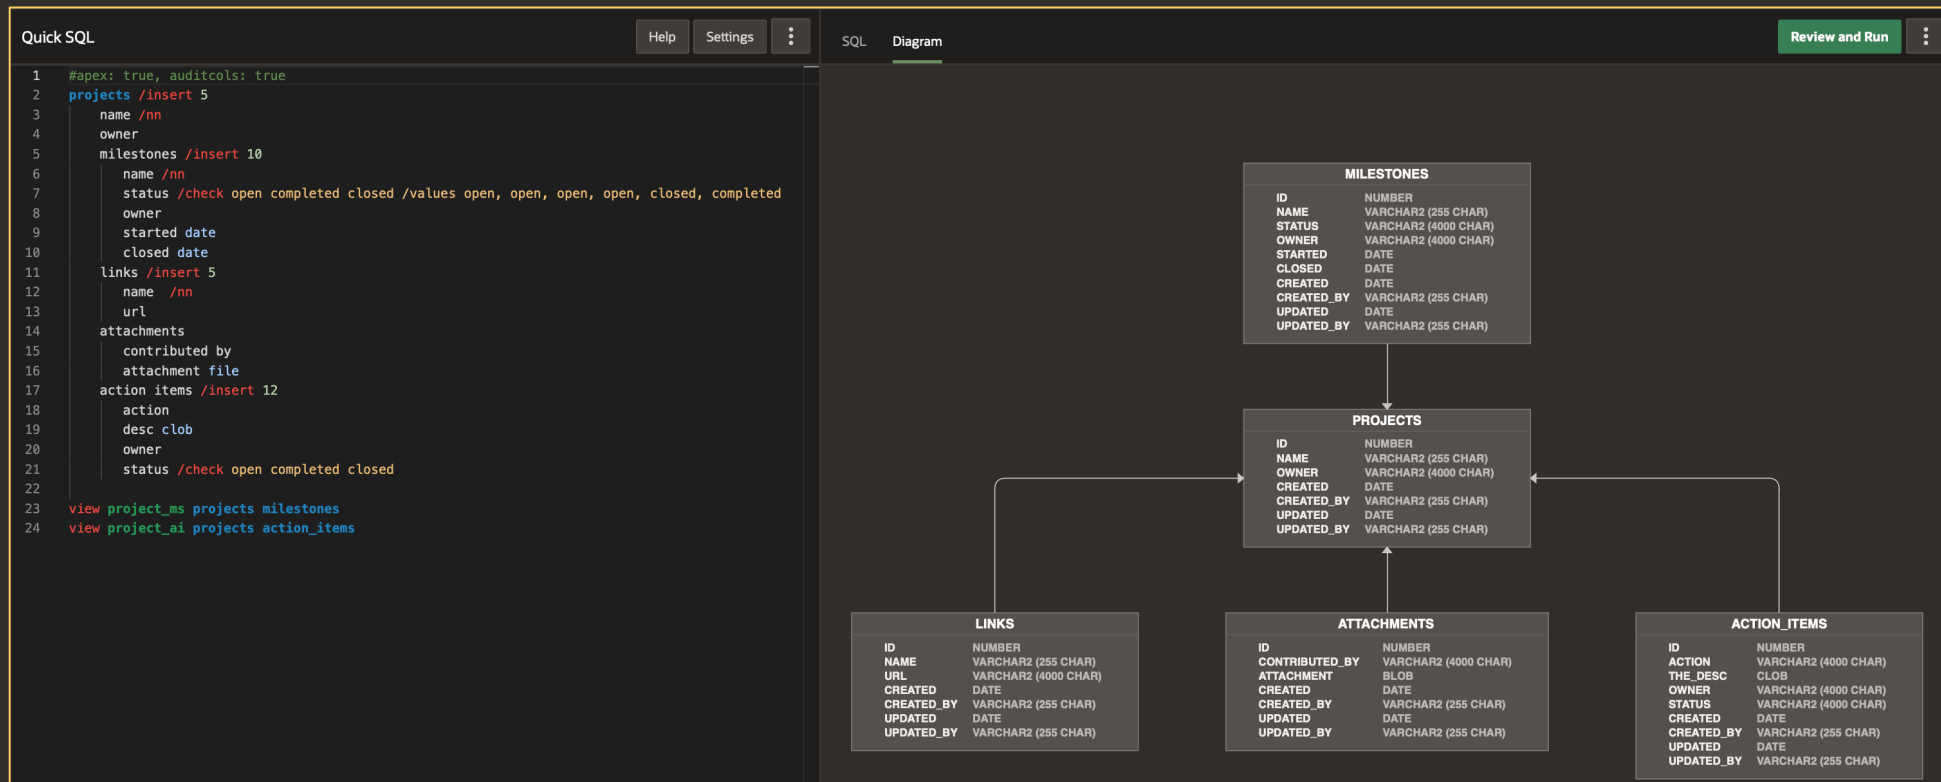 Quick SQL
Help
Settings
SQL
Diagram
Review and Run
1 #apex: true, auditcols: true
2 projects /insert 5
3 name /nn
4 owner
5 milestones /insert 10
6 name /nn
7 status /check open completed closed /values open, open, open, open, closed, completed
8 owner
9 started date
10 closed date
11 links /insert 5
12 name  /nn
13 url
14 attachments
15 contributed by
16 attachment file
17 action items /insert 12
18 action
19 desc clob
20 owner
21 status /check open completed closed
22
23 view project_ms projects milestones
24 view project_ai projects action_items
MILESTONES
ID NUMBER
NAME VARCHAR2 (255 CHAR)
STATUS VARCHAR2 (4000 CHAR)
OWNER VARCHAR2 (4000 CHAR)
STARTED DATE
CLOSED DATE
CREATED DATE
CREATED_BY VARCHAR2 (255 CHAR)
UPDATED DATE
UPDATED_BY VARCHAR2 (255 CHAR)
PROJECTS
ID NUMBER
NAME VARCHAR2 (255 CHAR)
OWNER VARCHAR2 (4000 CHAR)
CREATED DATE
CREATED_BY VARCHAR2 (255 CHAR)
UPDATED DATE
UPDATED_BY VARCHAR2 (255 CHAR)
LINKS
ID NUMBER
NAME VARCHAR2 (255 CHAR)
URL VARCHAR2 (4000 CHAR)
CREATED DATE
CREATED_BY VARCHAR2 (255 CHAR)
UPDATED DATE
UPDATED_BY VARCHAR2 (255 CHAR)
ATTACHMENTS
ID NUMBER
CONTRIBUTED_BY VARCHAR2 (4000 CHAR)
ATTACHMENT BLOB
CREATED DATE
CREATED_BY VARCHAR2 (255 CHAR)
UPDATED DATE
UPDATED_BY VARCHAR2 (255 CHAR)
ACTION_ITEMS
ID NUMBER
ACTION VARCHAR2 (4000 CHAR)
THE_DESC CLOB
OWNER VARCHAR2 (4000 CHAR)
STATUS VARCHAR2 (4000 CHAR)
CREATED DATE
CREATED_BY VARCHAR2 (255 CHAR)
UPDATED DATE
UPDATED_BY VARCHAR2 (255 CHAR)